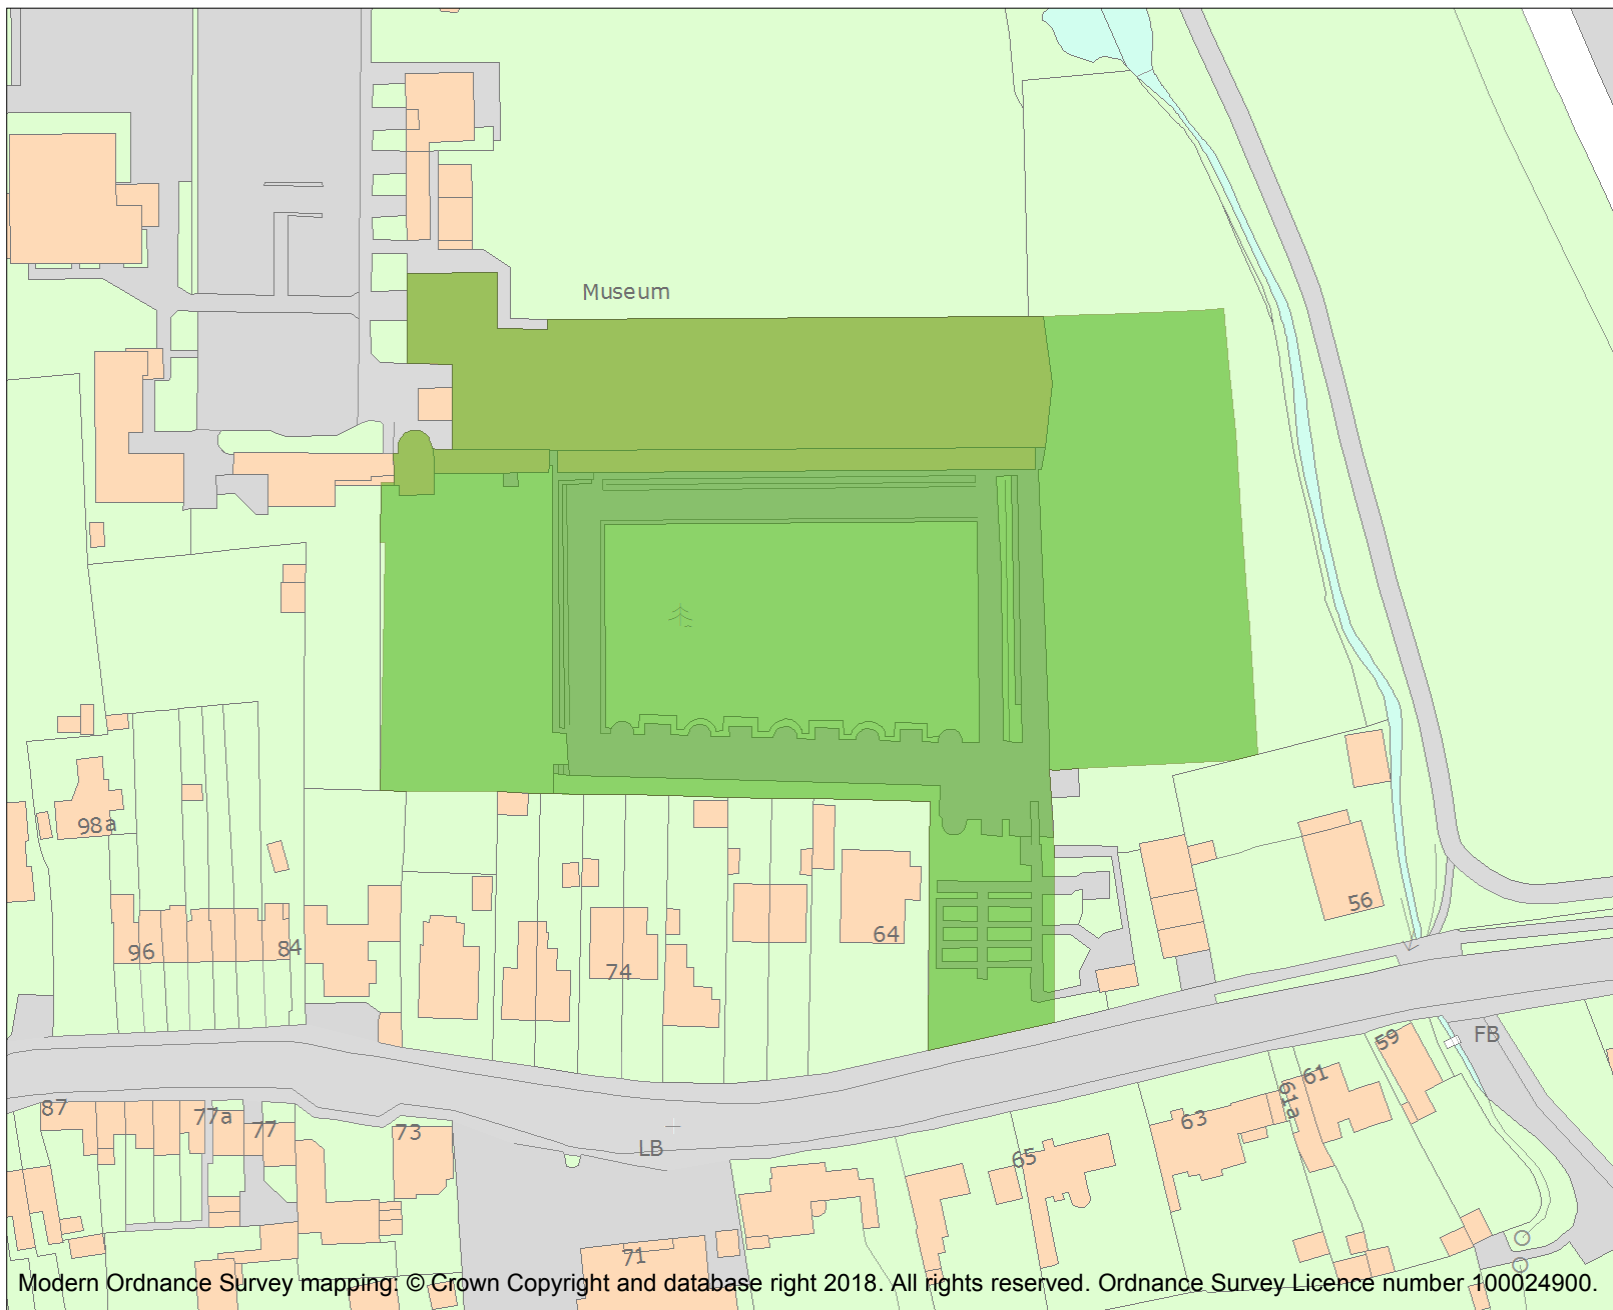 Museum
98a
96
84
74
64
56
59
FB
61
61a
63
65
87
77a
77
73
LB
71
Modern Ordnance Survey mapping: © Crown Copyright and database right 2018. All rights reserved. Ordnance Survey Licence number 100024900.